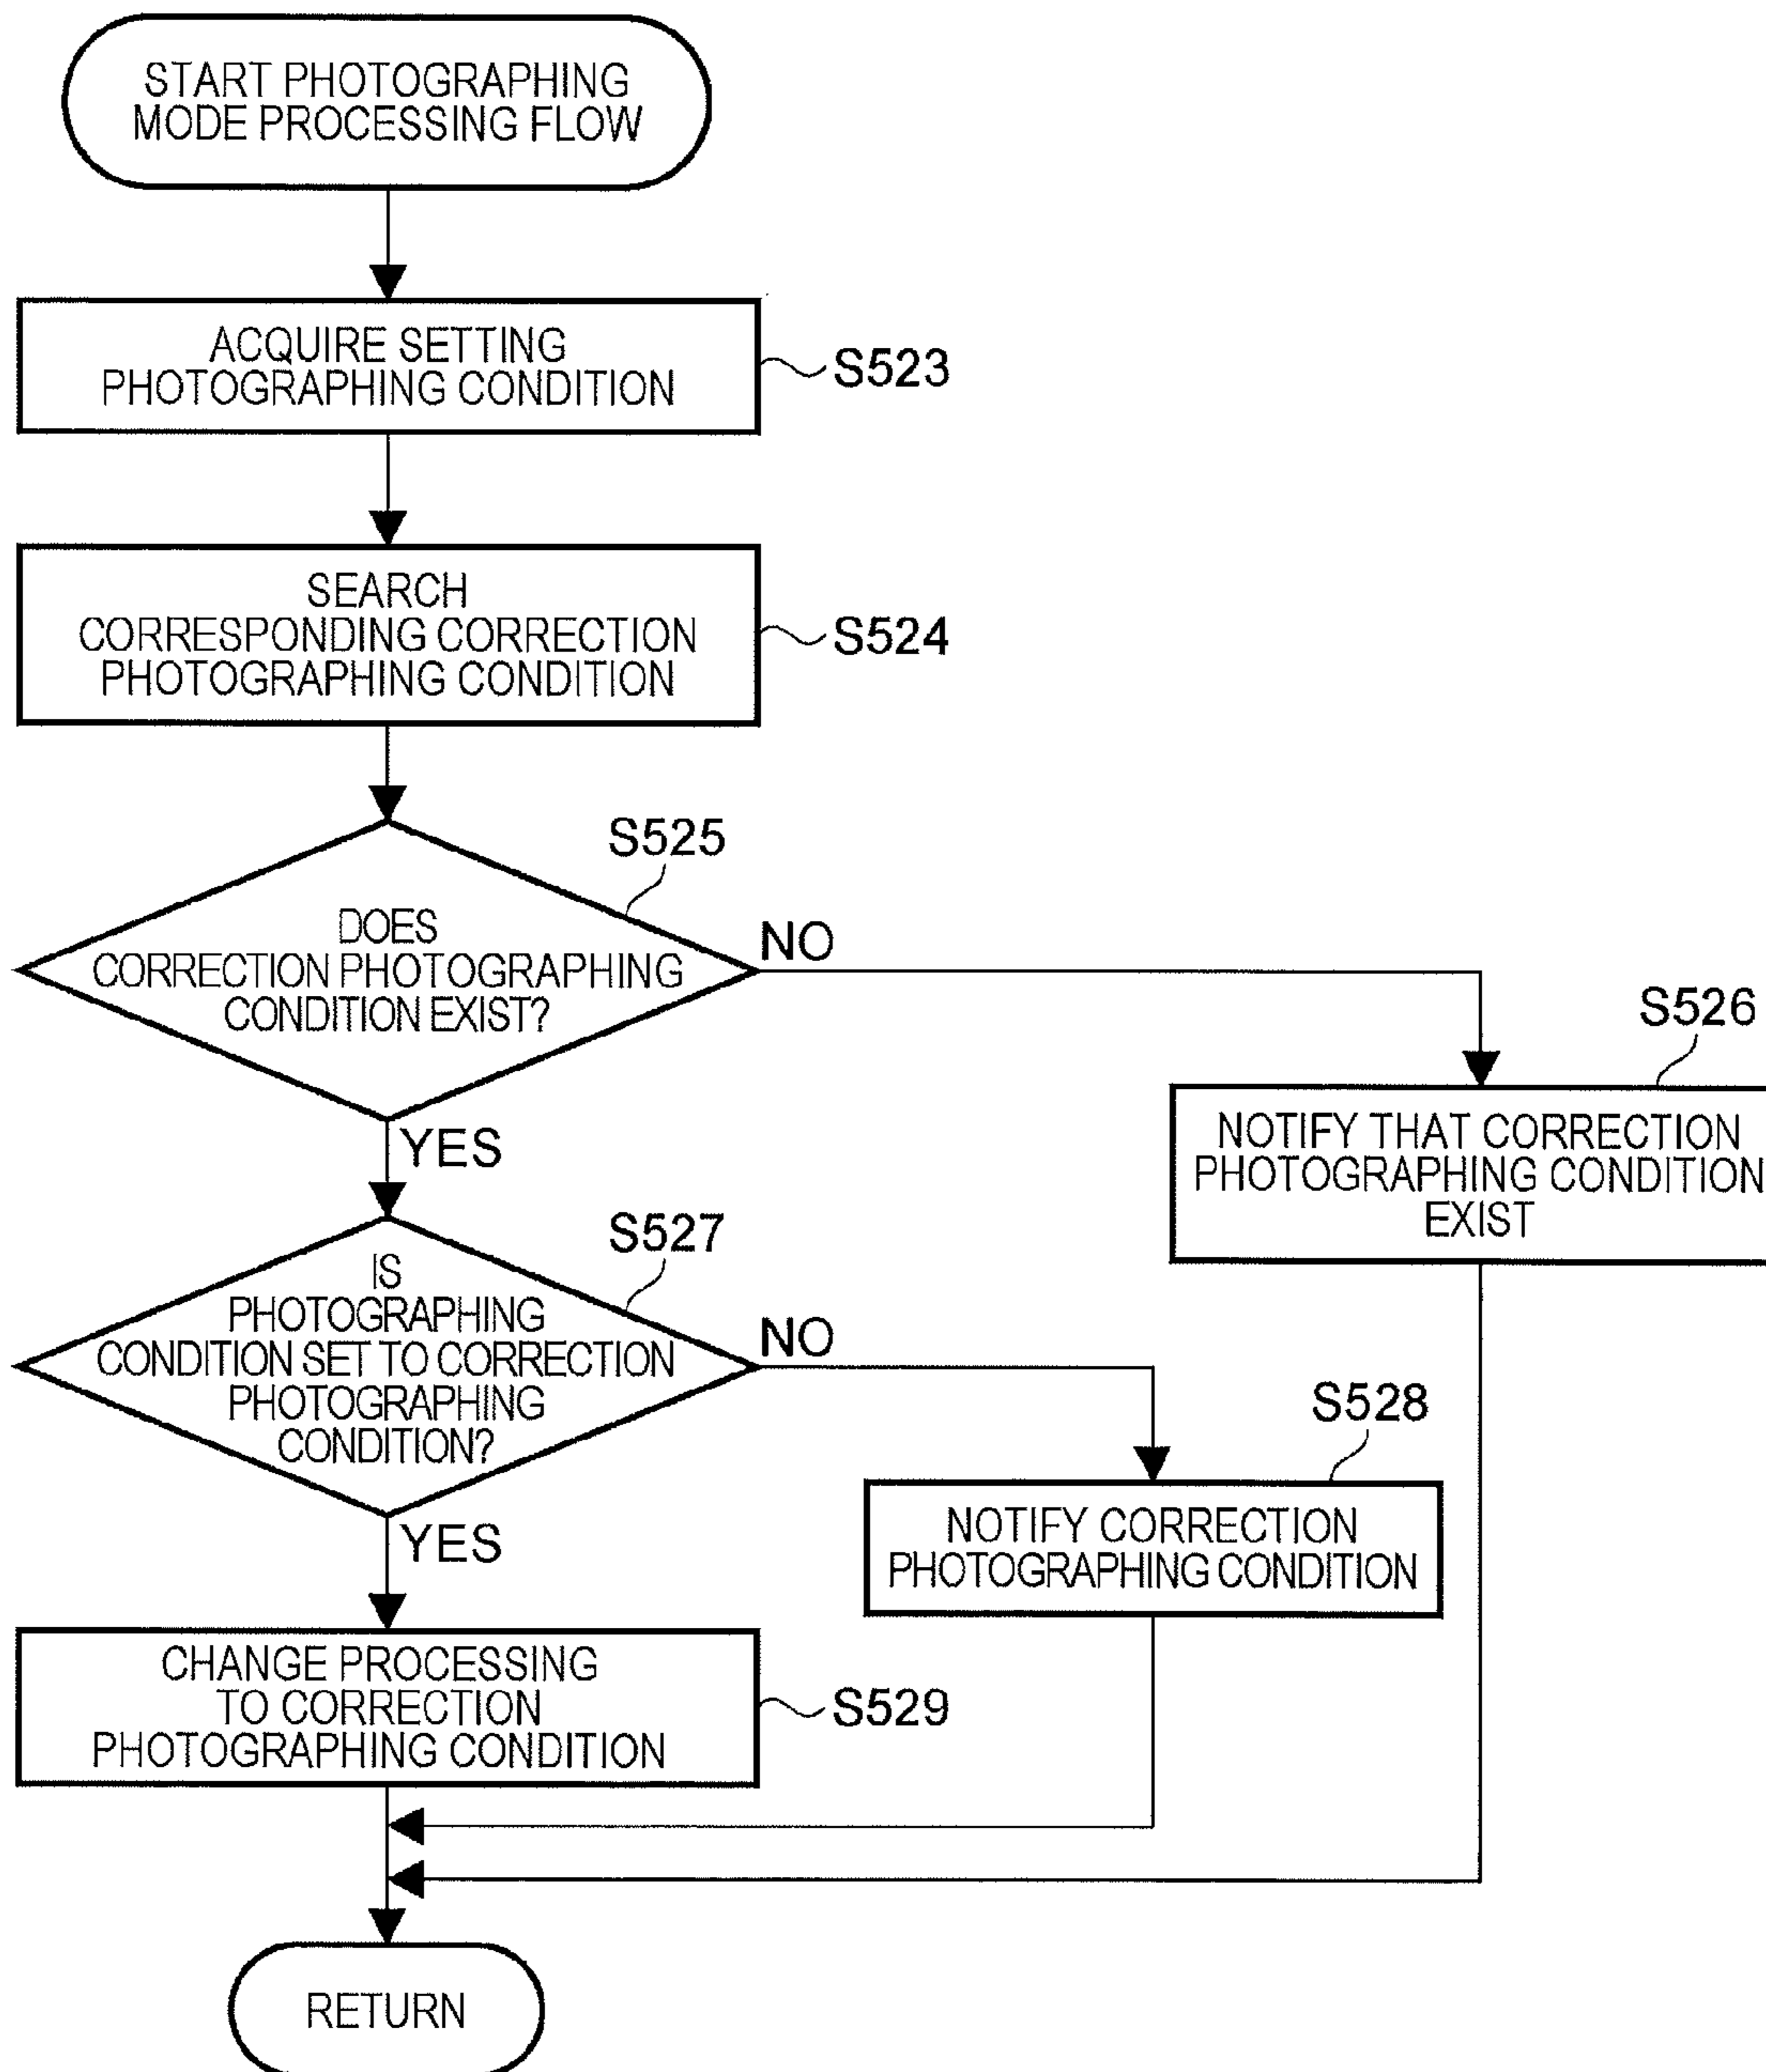 START PHOTOGRAPHING
MODE PROCESSING FLOW
ACQUIRE SETTING
PHOTOGRAPHING CONDITION
S523
SEARCH
CORRESPONDING CORRECTION
PHOTOGRAPHING CONDITION
S524
S525
DOES
CORRECTION PHOTOGRAPHING
CONDITION EXIST?
NO
YES
S526
NOTIFY THAT CORRECTION
PHOTOGRAPHING CONDITION
EXIST
S527
IS
PHOTOGRAPHING
CONDITION SET TO CORRECTION
PHOTOGRAPHING
CONDITION?
NO
YES
S528
NOTIFY CORRECTION
PHOTOGRAPHING CONDITION
CHANGE PROCESSING
TO CORRECTION
PHOTOGRAPHING CONDITION
S529
RETURN